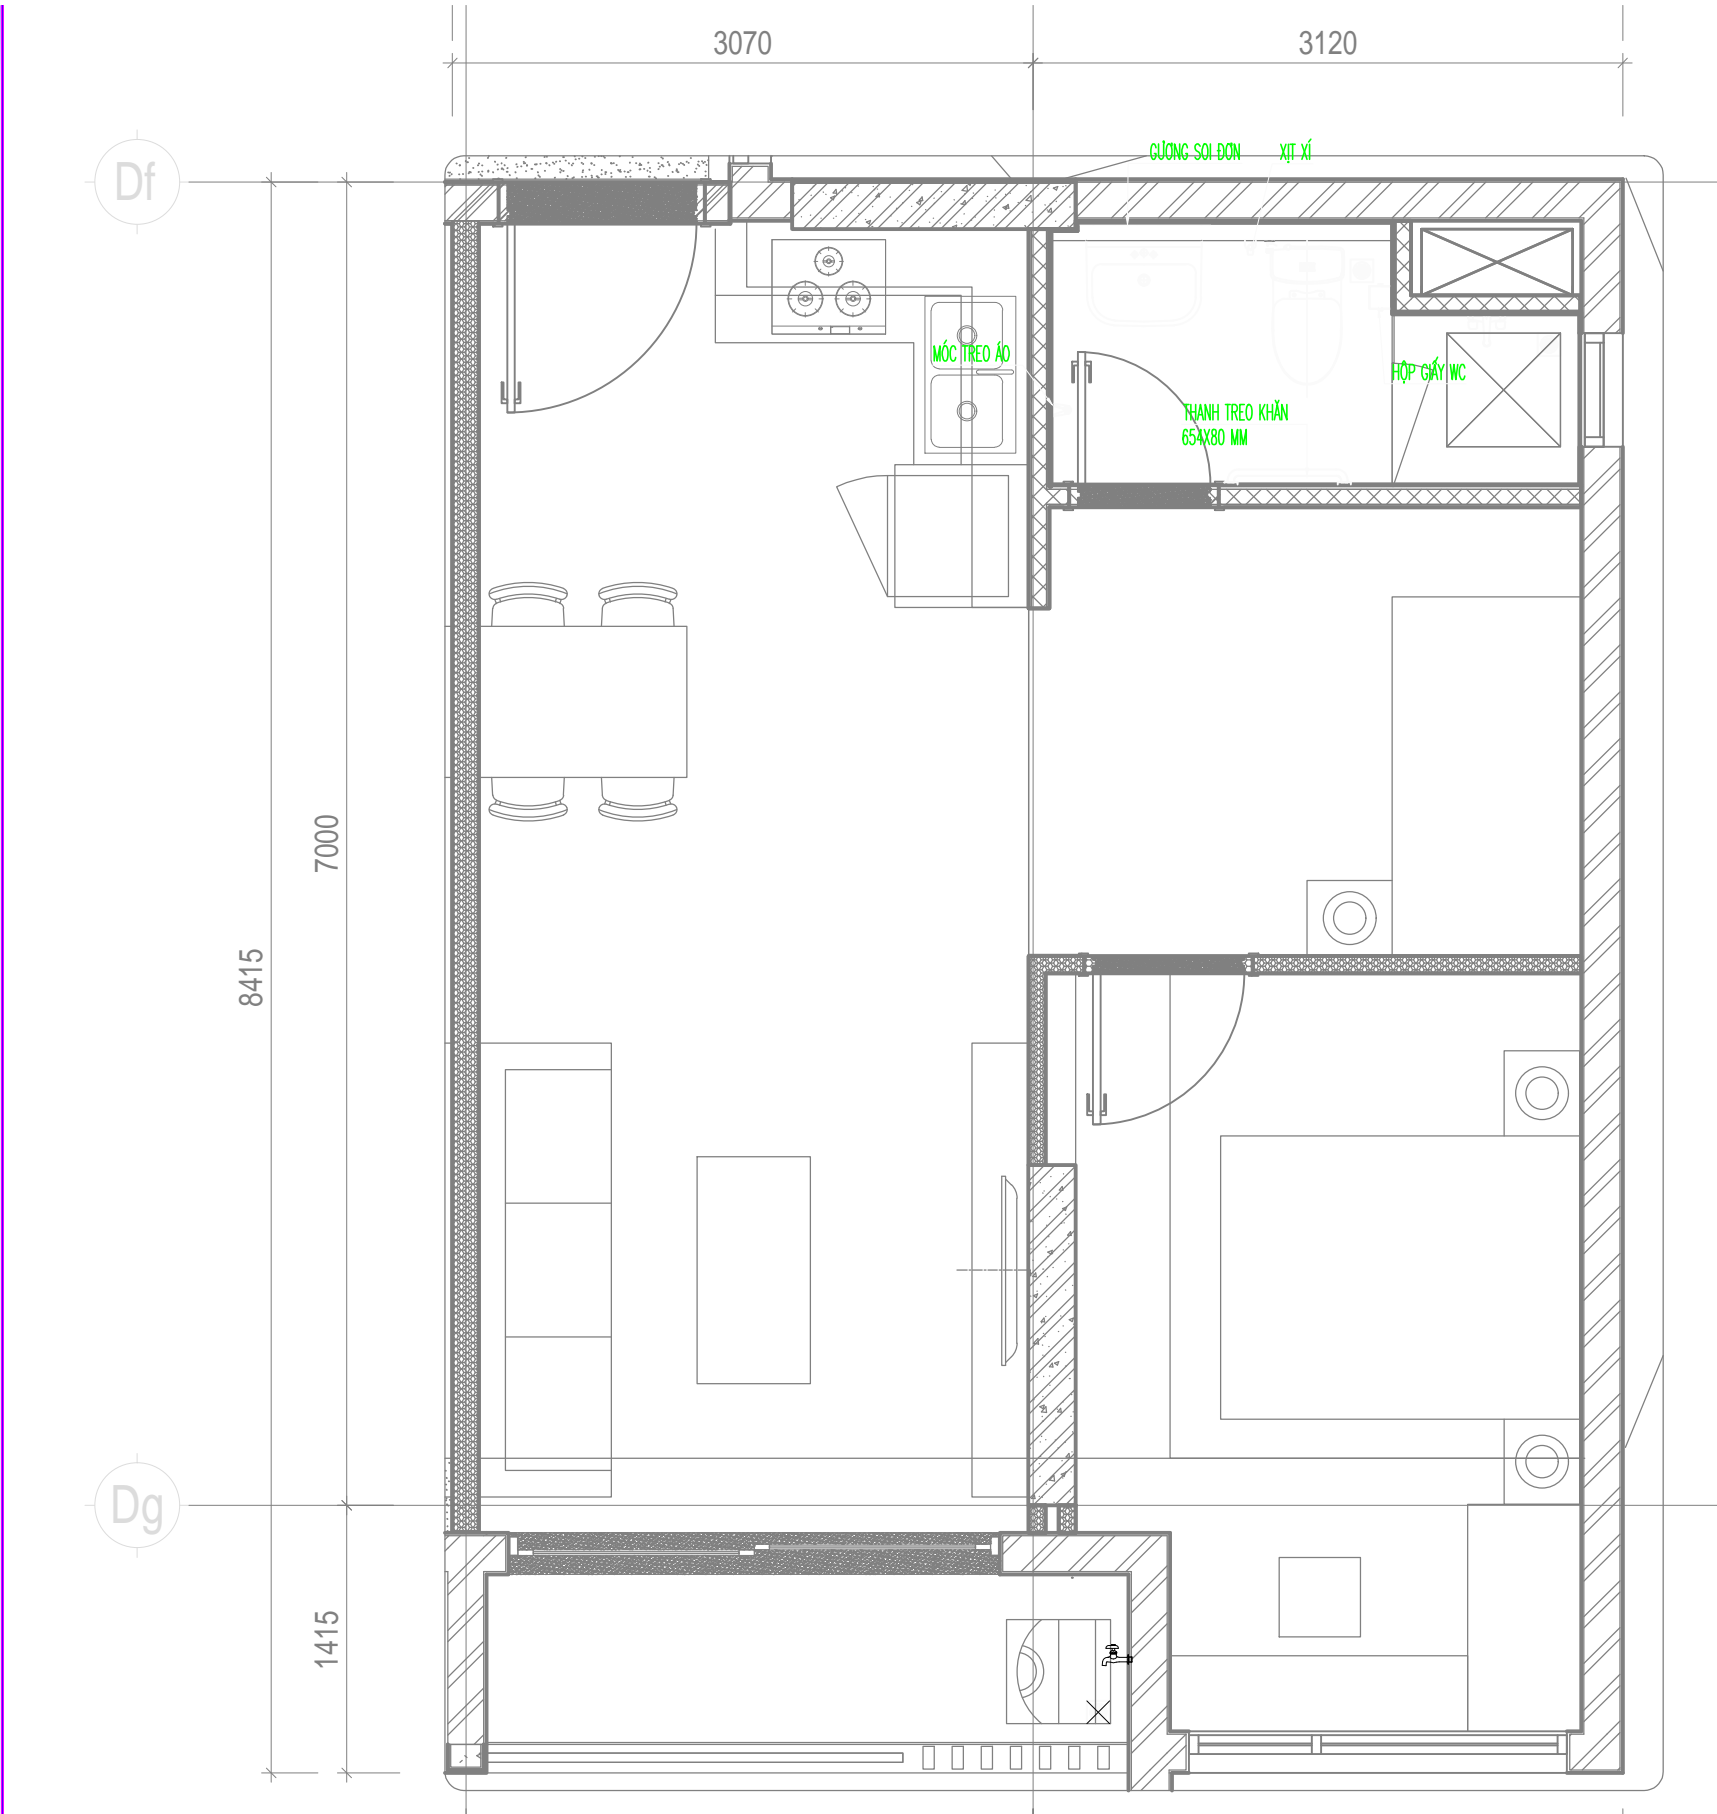 3070
3120
Df
GƯƠNG SOI ĐƠN
XỊT XÍ
MÓC TREO ÁO
HỘP GIẤY WC
THANH TREO KHĂN
654X80 MM
7000
8415
Dg
1415